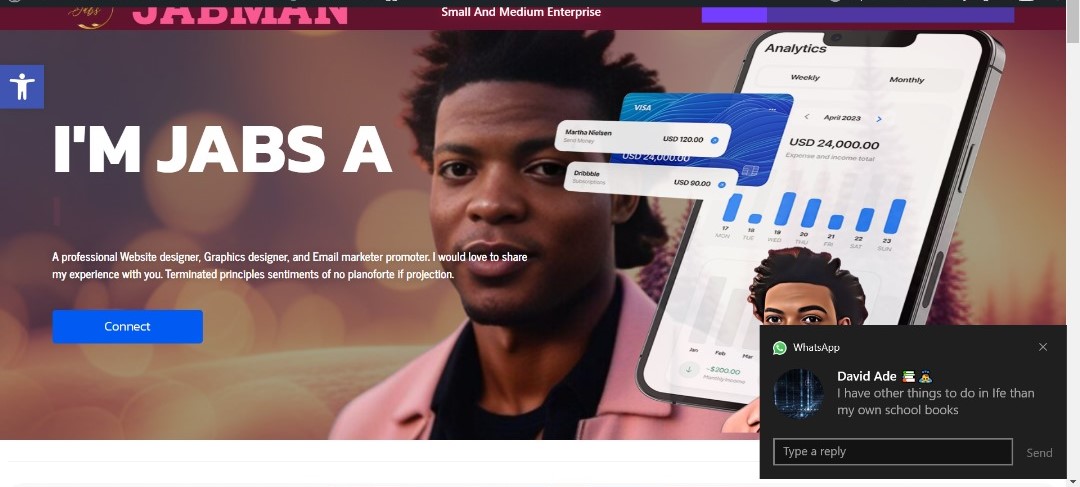 Jabs
JABMAN
Small And Medium Enterprise
Analytics
Weekly
Monthly
April 2023
USD 24,000.00
Expense and income total
VISA
Martha Nielsen
Send Money
USD 120.00
USD 24,000.00
Dribbble
Subscriptions
USD 90.00
17 18 19 20 21 22 23
MON TUE WED THU FRI SAT SUN
I'M JABS A
A professional Website designer, Graphics designer, and Email marketer promoter. I would love to share
my experience with you. Terminated principles sentiments of no pianoforte if projection.
Connect
Jan Feb Mar
-$300.00
WhatsApp
David Ade
I have other things to do in Ife than
my own school books
Type a reply
Send